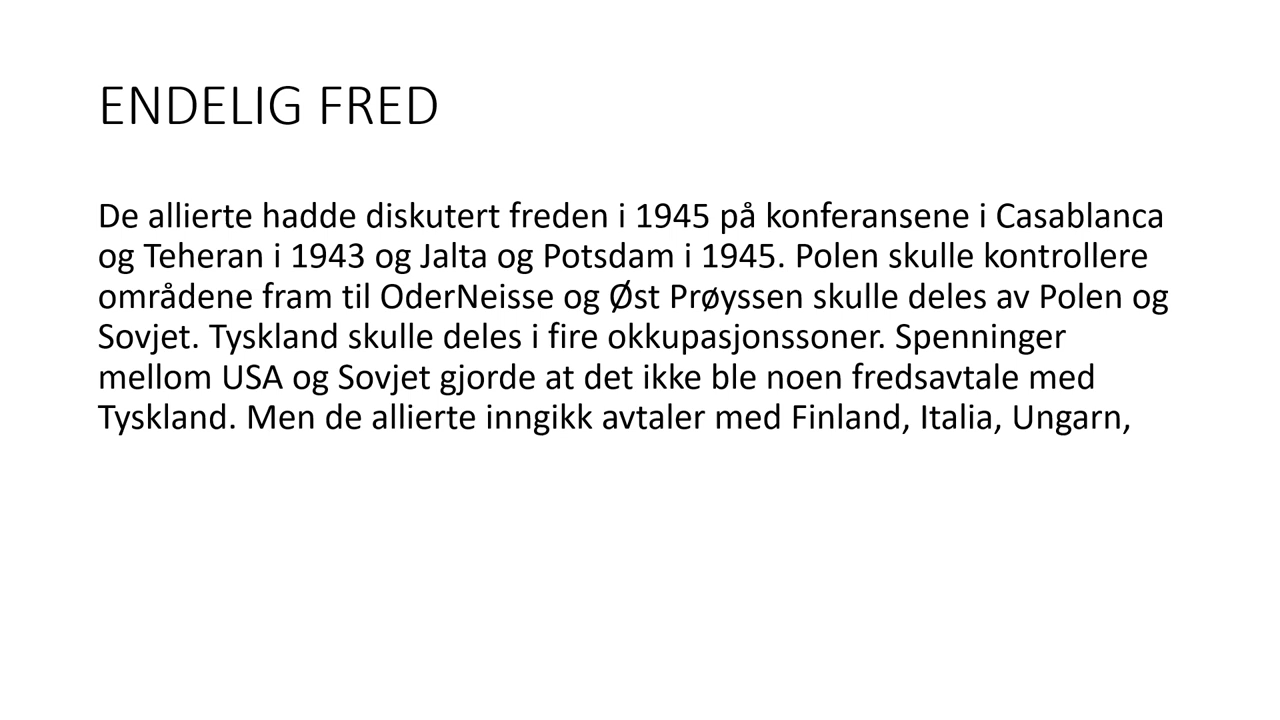 ENDELIG FRED
De allierte hadde diskutert freden i 1945 på konferansene i Casablanca
og Teheran i 1943 og Jalta og Potsdam i 1945. Polen skulle kontrollere
områdene fram til OderNeisse og Øst Prøyssen skulle deles av Polen og
Sovjet. Tyskland skulle deles i fire okkupasjonssoner. Spenninger
mellom USA og Sovjet gjorde at det ikke ble noen fredsavtale med
Tyskland. Men de allierte inngikk avtaler med Finland, Italia, Ungarn,